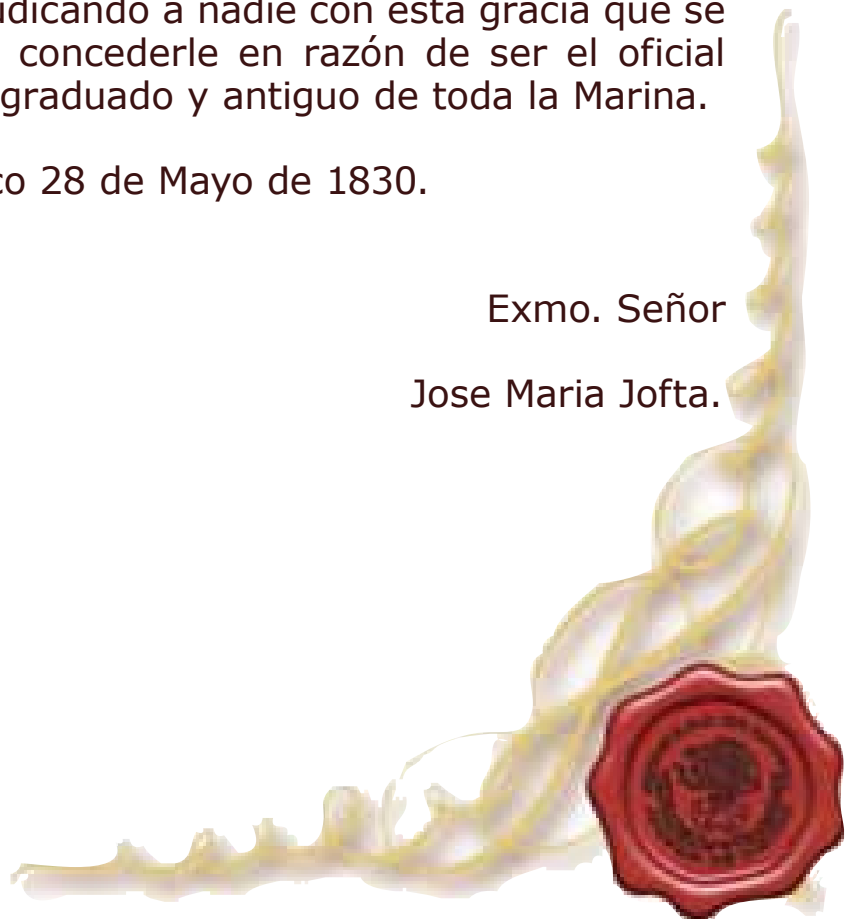 udicando a nadie con esta gracia que se
concederle en razón de ser el oficial
graduado y antiguo de toda la Marina.
co 28 de Mayo de 1830.
Exmo. Señor
Jose Maria Jofta.